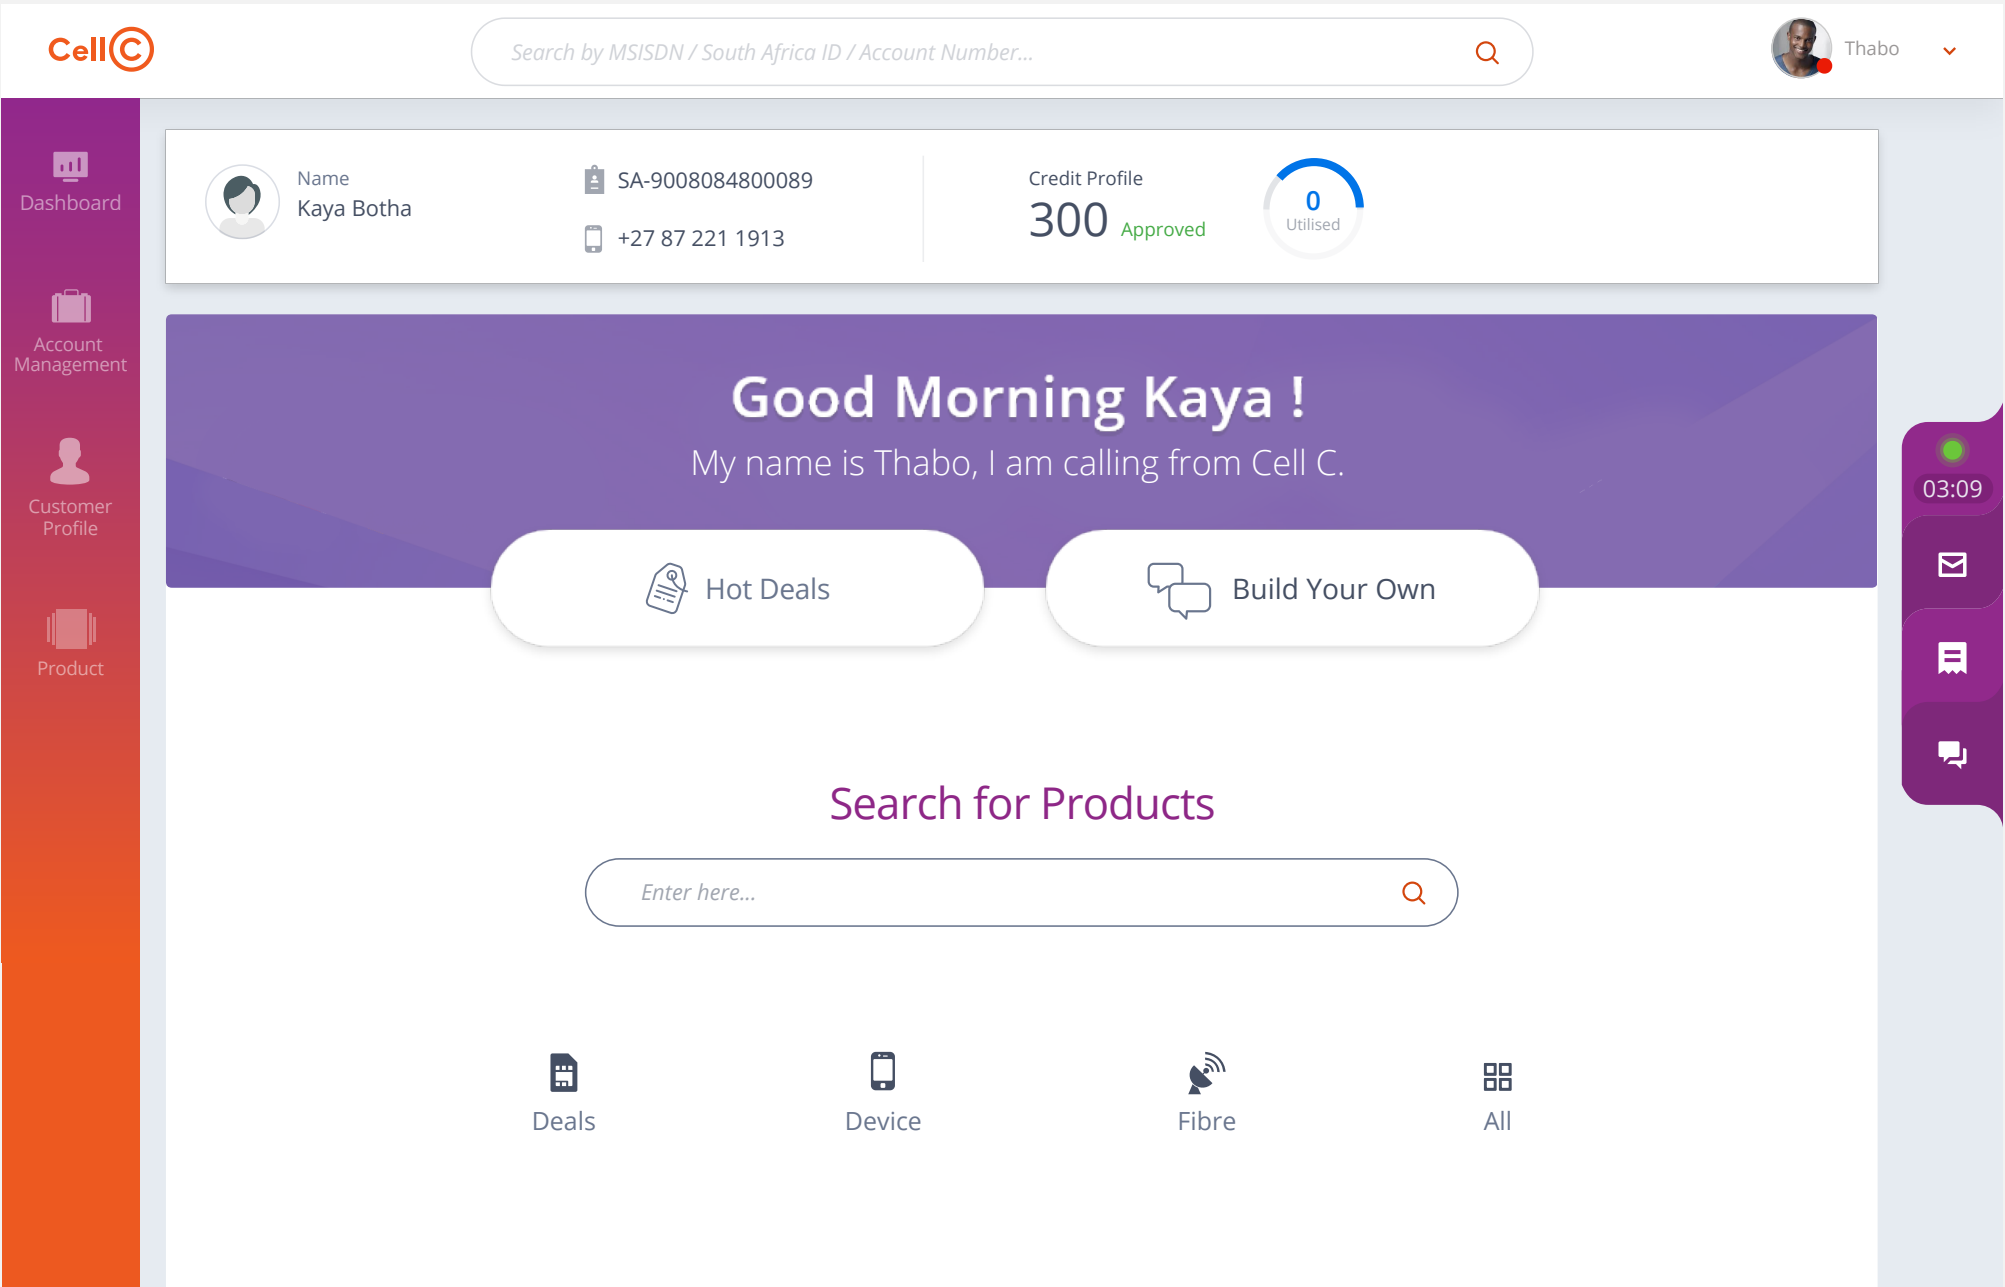 Cell C
Search by MSISDN / South Africa ID / Account Number...
Thabo
Dashboard
Account
Management
Customer
Profile
Product
Name
Kaya Botha
SA-9008084800089
+27 87 221 1913
Credit Profile
300 Approved
0
Utilised
Good Morning Kaya !
My name is Thabo, I am calling from Cell C.
Hot Deals
Build Your Own
03:09
Search for Products
Enter here...
Deals
Device
Fibre
All